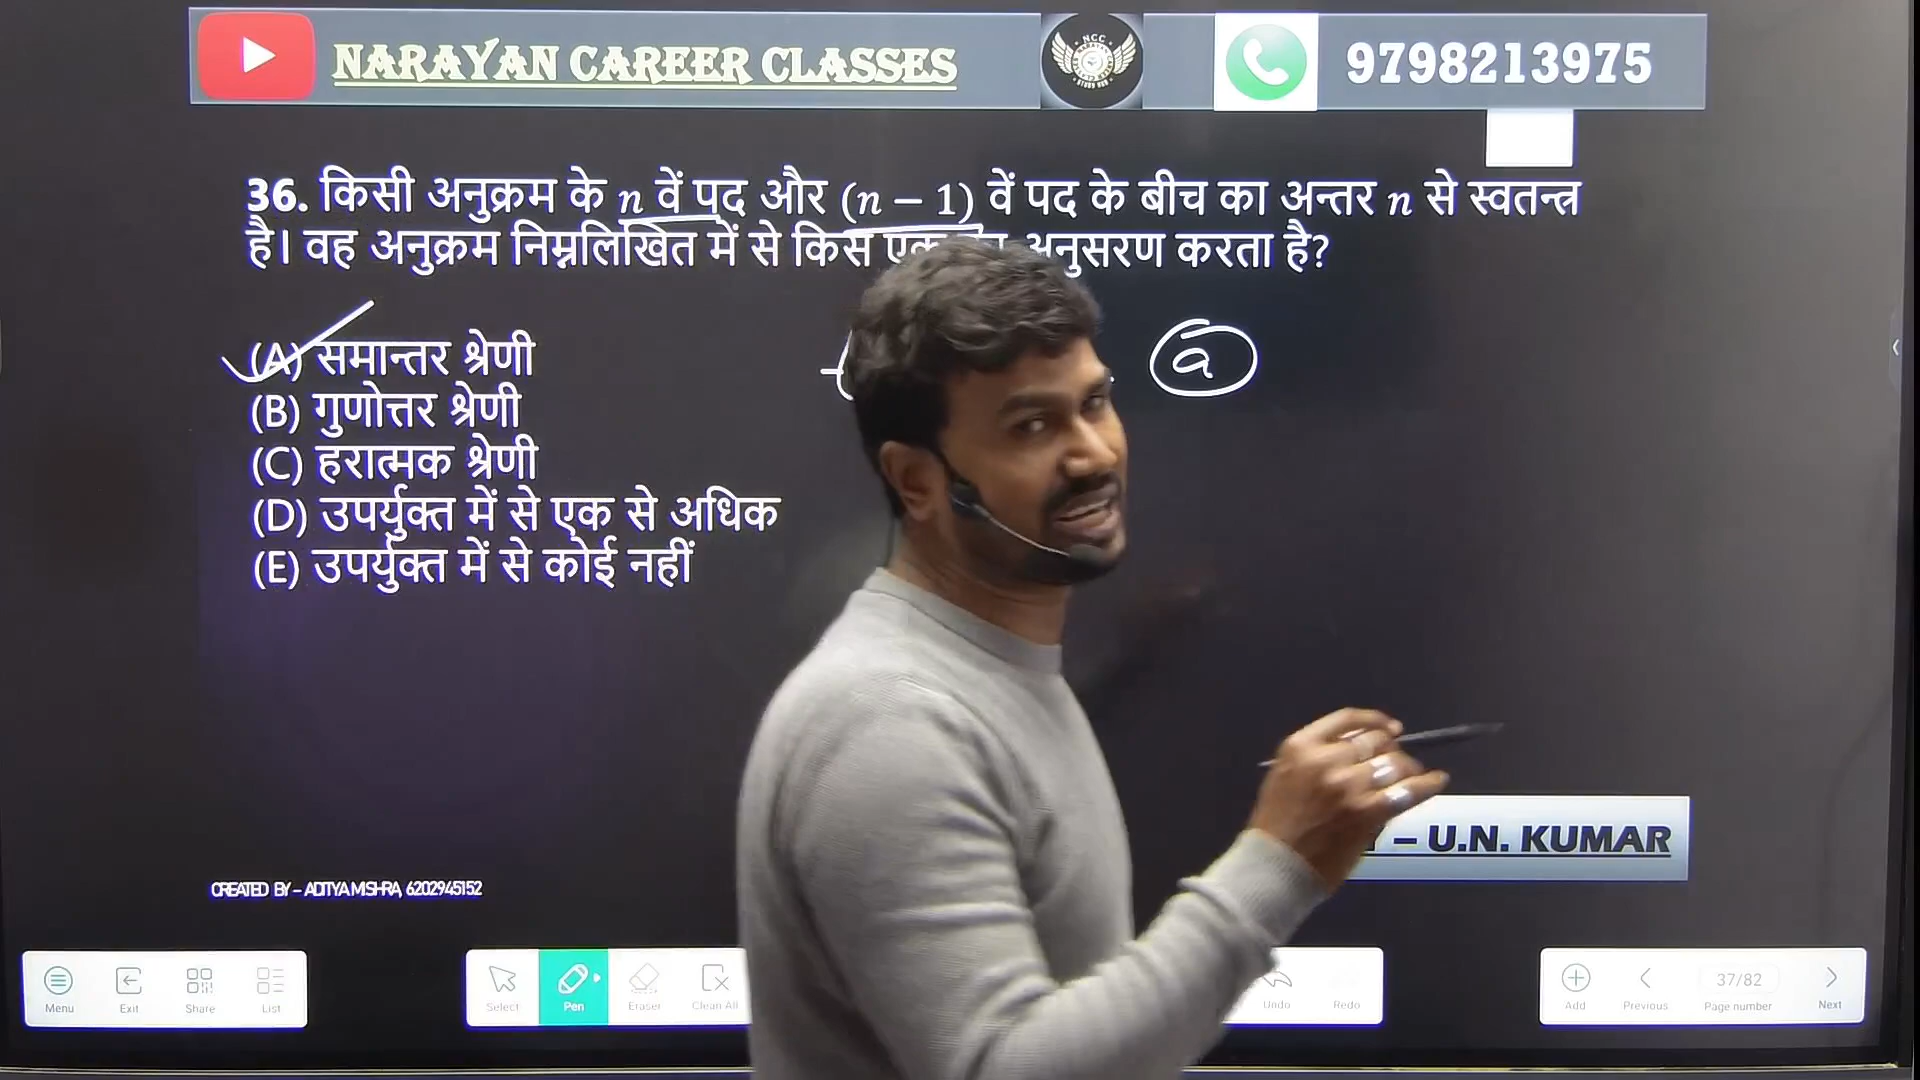 NARAYAN CAREER CLASSES
NCC
9798213975
36. किसी अनुक्रम के n वें पद और (n − 1) वें पद के बीच का अन्तर n से स्वतन्त्र
है। वह अनुक्रम निम्नलिखित में से किस एक अनुसरण करता है?
(A) समान्तर श्रेणी
(B) गुणोत्तर श्रेणी
(C) हरात्मक श्रेणी
(D) उपर्युक्त में से एक से अधिक
(E) उपर्युक्त में से कोई नहीं
a
Y – U.N. KUMAR
CREATED BY – ADITYA MISHRA, 6202945152
Menu Exit Share List
Select Pen Eraser Clean All
Undo Redo
37/82
Add Previous Page number Next